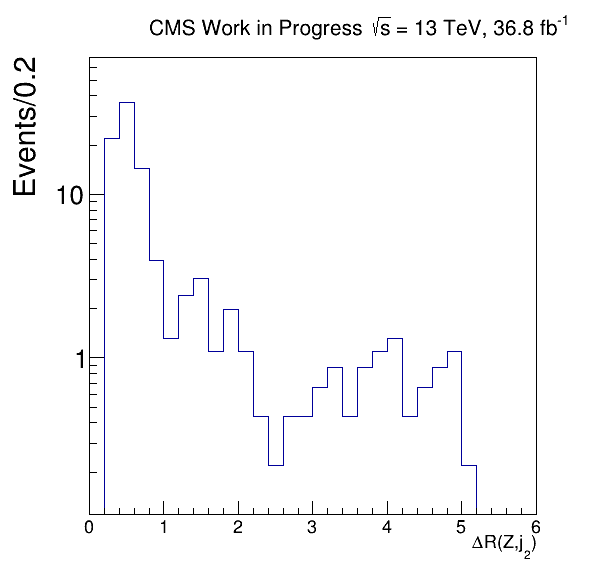 CMS Work in Progress √s = 13 TeV, 36.8 fb⁻¹
Events/0.2
10
1
0 1 2 3 4 5 6
ΔR(Z,j₂)